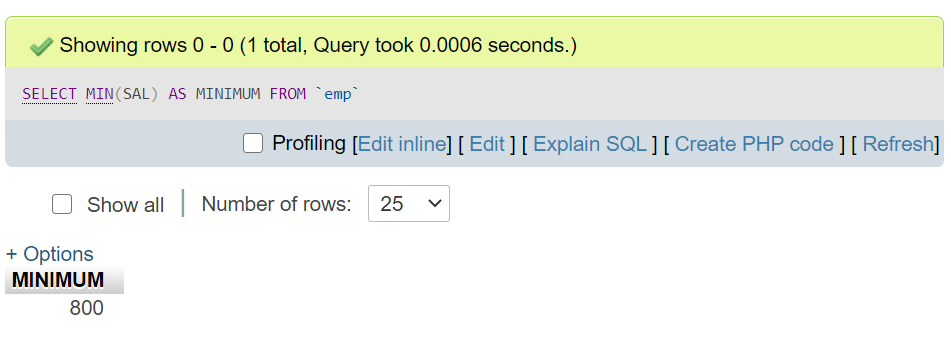 Showing rows 0 - 0 (1 total, Query took 0.0006 seconds.)
SELECT MIN(SAL) AS MINIMUM FROM `emp`
Profiling [Edit inline] [ Edit ] [ Explain SQL ] [ Create PHP code ] [ Refresh]
Show all | Number of rows: 25
+ Options
MINIMUM
800